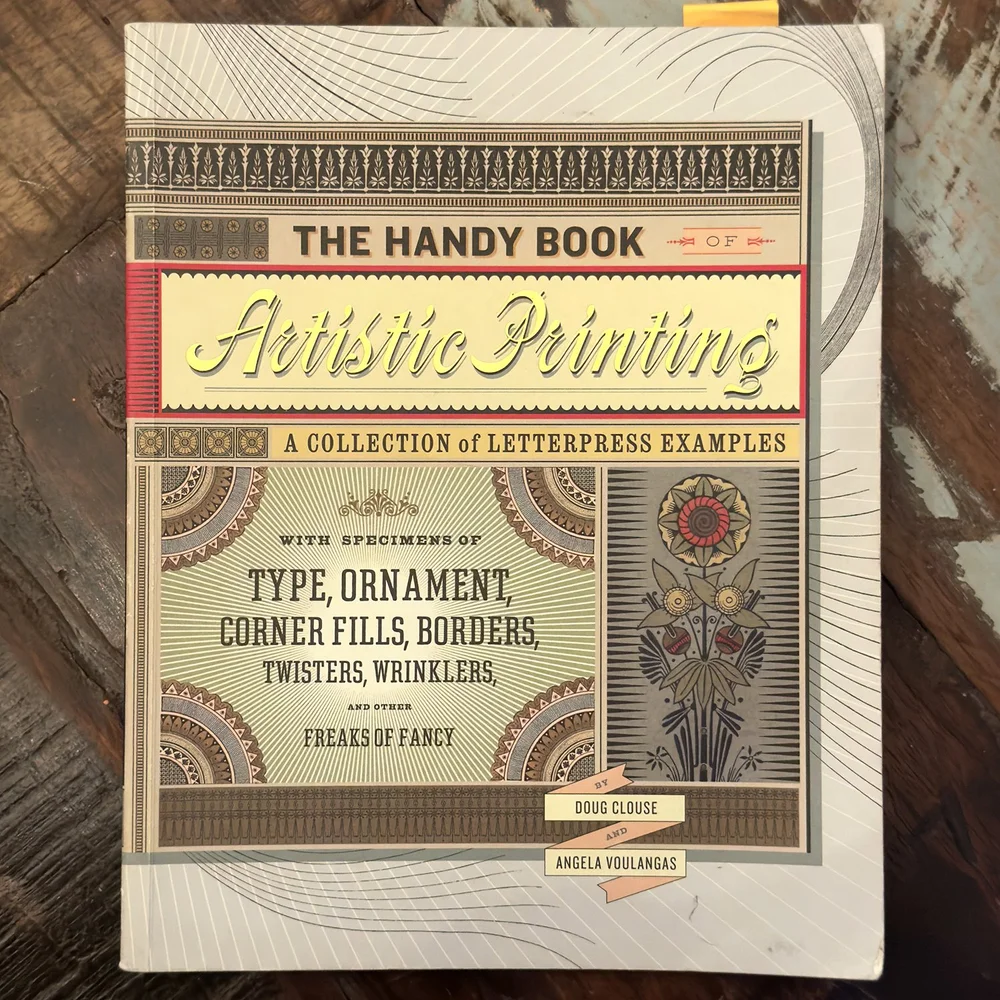 THE HANDY BOOK OF
Artistic Printing
A COLLECTION of LETTERPRESS EXAMPLES
WITH SPECIMENS OF
TYPE, ORNAMENT,
CORNER FILLS, BORDERS,
TWISTERS, WRINKLERS,
AND OTHER
FREAKS OF FANCY
BY
DOUG CLOUSE
AND
ANGELA VOULANGAS